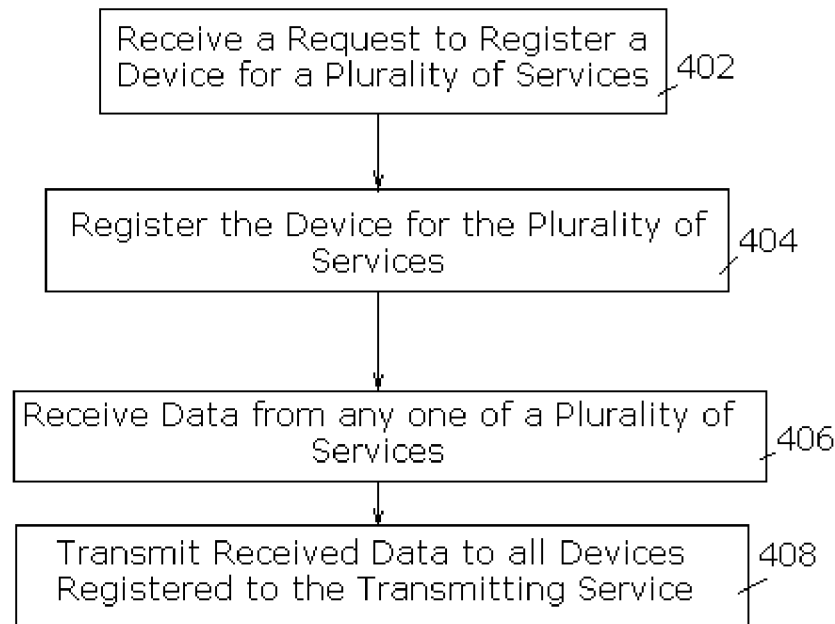 Receive a Request to Register a
Device for a Plurality of Services
402
Register the Device for the Plurality of
Services
404
Receive Data from any one of a Plurality of
Services
406
Transmit Received Data to all Devices
Registered to the Transmitting Service
408